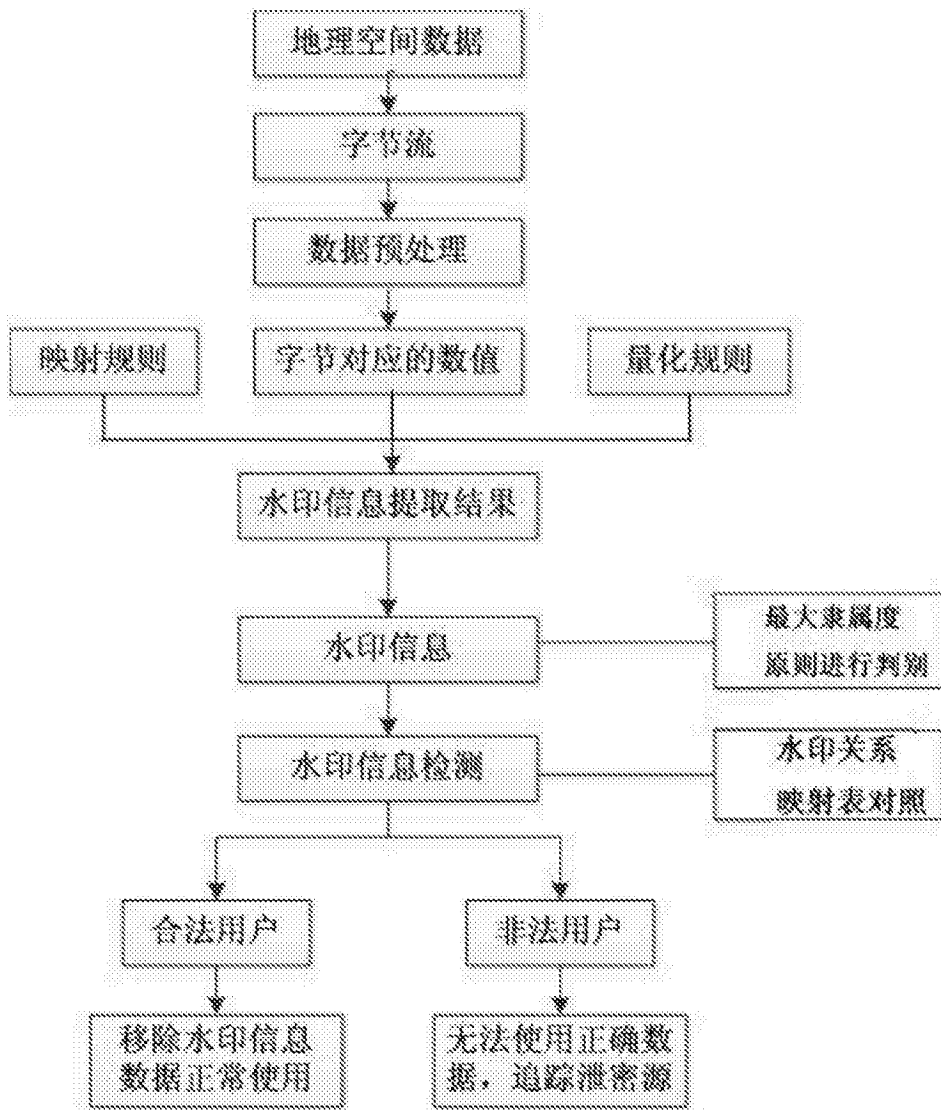 地理空间数据
字节流
数据预处理
映射规则
字节对应的数值
量化规则
水印信息提取结果
水印信息
最大隶属度
原则进行判别
水印信息检测
水印关系
映射表对照
合法用户
非法用户
移除水印信息
数据正常使用
无法使用正确数
据，追踪泄密源